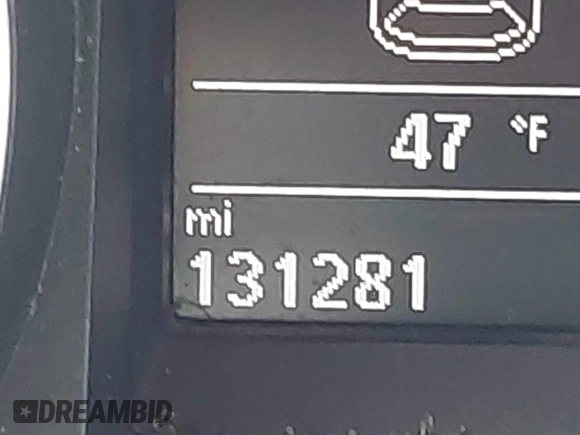 47 °F
mi
131281
DREAMBID